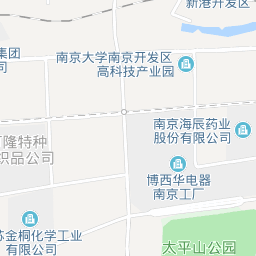 新港开发区
集团
司
南京大学南京开发区
高科技产业园
南京海辰药业
股份有限公司
隆特种
织品公司
博西华电器
南京工厂
苏金桐化学工业
有限公司
太平山公园